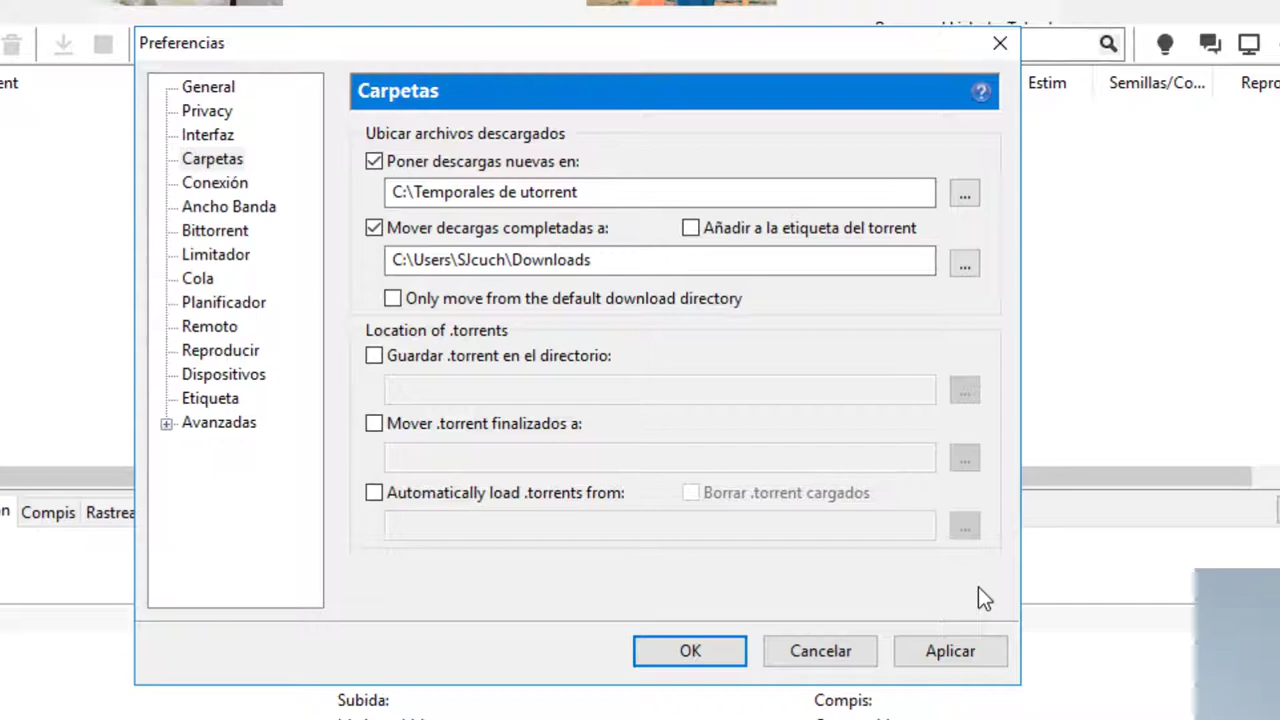 Preferencias
ent
Estim
Semillas/Co...
Repro
General
Privacy
Interfaz
Carpetas
Conexión
Ancho Banda
Bittorrent
Limitador
Cola
Planificador
Remoto
Reproducir
Dispositivos
Etiqueta
Avanzadas
Carpetas
?
Ubicar archivos descargados
Poner descargas nuevas en:
C:\Temporales de utorrent
...
Mover decargas completadas a:
Añadir a la etiqueta del torrent
C:\Users\SJcuch\Downloads
...
Only move from the default download directory
Location of .torrents
Guardar .torrent en el directorio:
...
Mover .torrent finalizados a:
...
Automatically load .torrents from:
Borrar .torrent cargados
...
OK
Cancelar
Aplicar
Compis
Rastrea
Subida:
Compis: